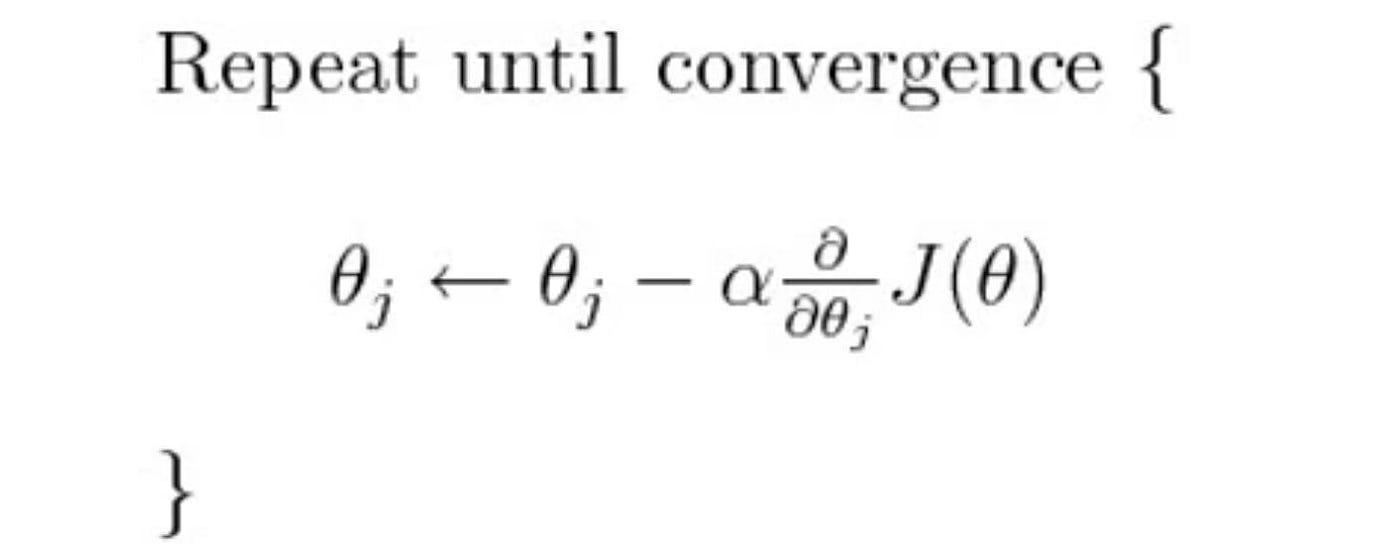 Repeat until convergence {
θ_j ← θ_j − α ∂/∂θ_j J(θ)
}